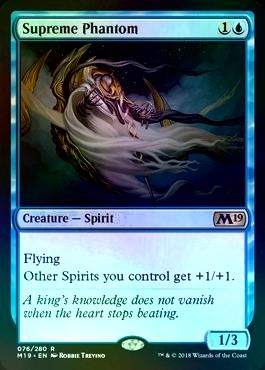 Supreme Phantom 1
Creature — Spirit M19
Flying
Other Spirits you control get +1/+1.
A king's knowledge does not vanish
when the heart stops beating.
1/3
076/280 R
M19 • EN Robbie Trevino ™ & © 2018 Wizards of the Coast